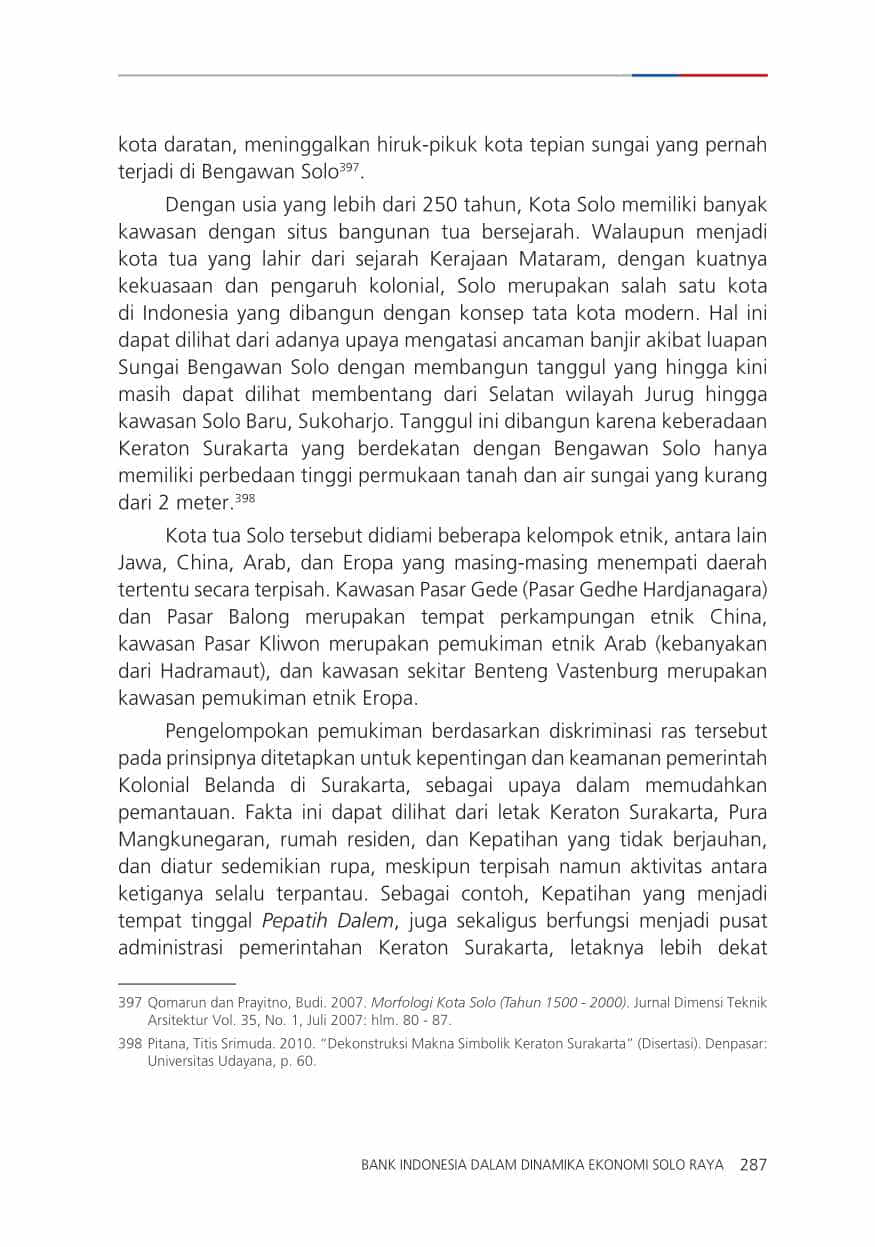 kota daratan, meninggalkan hiruk-pikuk kota tepian sungai yang pernah
terjadi di Bengawan Solo397.
Dengan usia yang lebih dari 250 tahun, Kota Solo memiliki banyak
kawasan dengan situs bangunan tua bersejarah. Walaupun menjadi
kota tua yang lahir dari sejarah Kerajaan Mataram, dengan kuatnya
kekuasaan dan pengaruh kolonial, Solo merupakan salah satu kota
di Indonesia yang dibangun dengan konsep tata kota modern. Hal ini
dapat dilihat dari adanya upaya mengatasi ancaman banjir akibat luapan
Sungai Bengawan Solo dengan membangun tanggul yang hingga kini
masih dapat dilihat membentang dari Selatan wilayah Jurug hingga
kawasan Solo Baru, Sukoharjo. Tanggul ini dibangun karena keberadaan
Keraton Surakarta yang berdekatan dengan Bengawan Solo hanya
memiliki perbedaan tinggi permukaan tanah dan air sungai yang kurang
dari 2 meter.398
Kota tua Solo tersebut didiami beberapa kelompok etnik, antara lain
Jawa, China, Arab, dan Eropa yang masing-masing menempati daerah
tertentu secara terpisah. Kawasan Pasar Gede (Pasar Gedhe Hardjanagara)
dan Pasar Balong merupakan tempat perkampungan etnik China,
kawasan Pasar Kliwon merupakan pemukiman etnik Arab (kebanyakan
dari Hadramaut), dan kawasan sekitar Benteng Vastenburg merupakan
kawasan pemukiman etnik Eropa.
Pengelompokan pemukiman berdasarkan diskriminasi ras tersebut
pada prinsipnya ditetapkan untuk kepentingan dan keamanan pemerintah
Kolonial Belanda di Surakarta, sebagai upaya dalam memudahkan
pemantauan. Fakta ini dapat dilihat dari letak Keraton Surakarta, Pura
Mangkunegaran, rumah residen, dan Kepatihan yang tidak berjauhan,
dan diatur sedemikian rupa, meskipun terpisah namun aktivitas antara
ketiganya selalu terpantau. Sebagai contoh, Kepatihan yang menjadi
tempat tinggal Pepatih Dalem, juga sekaligus berfungsi menjadi pusat
administrasi pemerintahan Keraton Surakarta, letaknya lebih dekat
397 Qomarun dan Prayitno, Budi. 2007. Morfologi Kota Solo (Tahun 1500 - 2000). Jurnal Dimensi Teknik
Arsitektur Vol. 35, No. 1, Juli 2007: hlm. 80 - 87.
398 Pitana, Titis Srimuda. 2010. “Dekonstruksi Makna Simbolik Keraton Surakarta” (Disertasi). Denpasar:
Universitas Udayana, p. 60.
BANK INDONESIA DALAM DINAMIKA EKONOMI SOLO RAYA 287